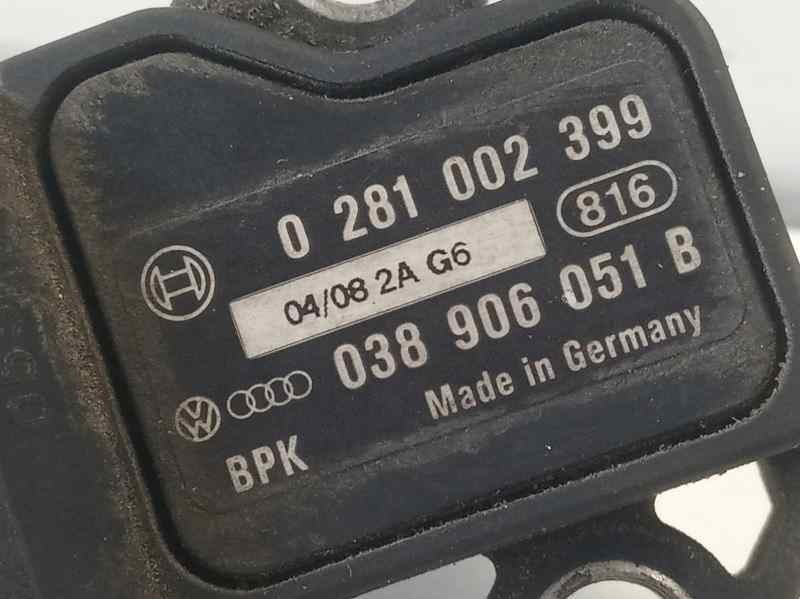 0 281 002 399
816
04/08 2A G6
038 906 051 B
Made in Germany
BPK